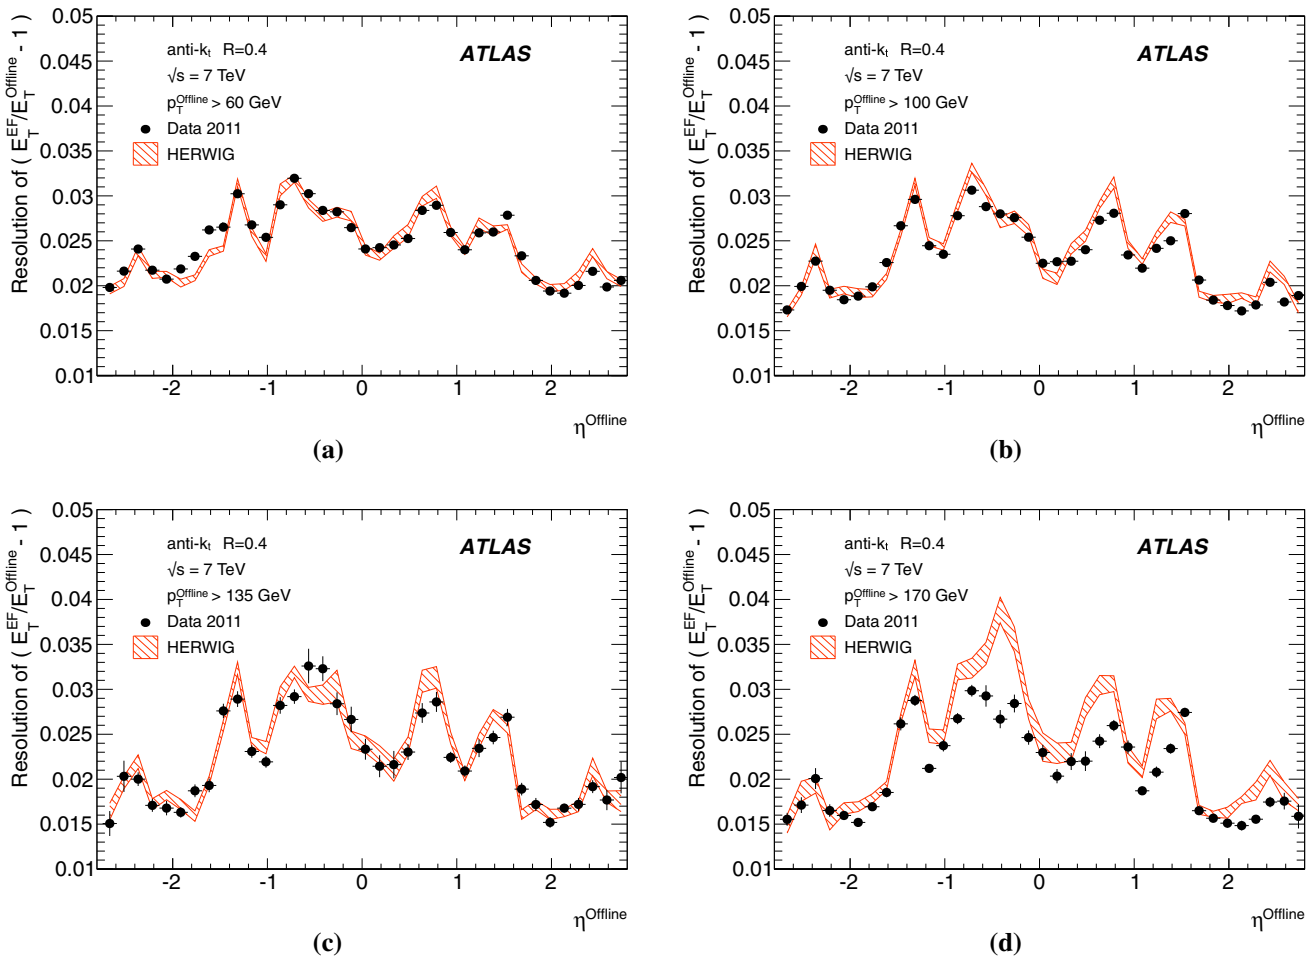 Resolution of ( E_T^EF/E_T^Offline - 1 )
0.05
0.045
0.04
0.035
0.03
0.025
0.02
0.015
0.01
anti-k_t R=0.4
√s = 7 TeV
p_T^Offline > 60 GeV
Data 2011
HERWIG
ATLAS
-2 -1 0 1 2
η^Offline
(a)
Resolution of ( E_T^EF/E_T^Offline - 1 )
0.05
0.045
0.04
0.035
0.03
0.025
0.02
0.015
0.01
anti-k_t R=0.4
√s = 7 TeV
p_T^Offline > 100 GeV
Data 2011
HERWIG
ATLAS
-2 -1 0 1 2
η^Offline
(b)
Resolution of ( E_T^EF/E_T^Offline - 1 )
0.05
0.045
0.04
0.035
0.03
0.025
0.02
0.015
0.01
anti-k_t R=0.4
√s = 7 TeV
p_T^Offline > 135 GeV
Data 2011
HERWIG
ATLAS
-2 -1 0 1 2
η^Offline
(c)
Resolution of ( E_T^EF/E_T^Offline - 1 )
0.05
0.045
0.04
0.035
0.03
0.025
0.02
0.015
0.01
anti-k_t R=0.4
√s = 7 TeV
p_T^Offline > 170 GeV
Data 2011
HERWIG
ATLAS
-2 -1 0 1 2
η^Offline
(d)